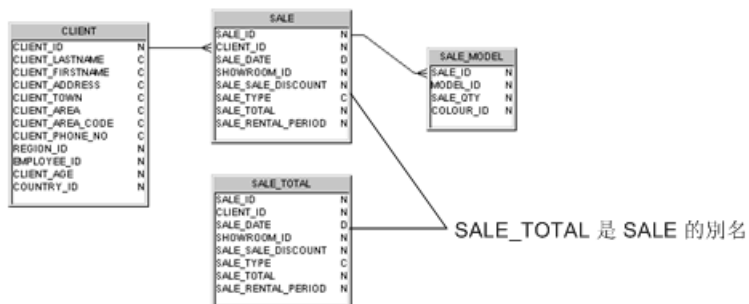 CLIENT
CLIENT_ID N
CLIENT_LASTNAME C
CLIENT_FIRSTNAME C
CLIENT_ADDRESS C
CLIENT_TOWN C
CLIENT_AREA C
CLIENT_AREA_CODE C
CLIENT_PHONE_NO C
REGION_ID N
EMPLOYEE_ID N
CLIENT_AGE N
COUNTRY_ID N
SALE
SALE_ID N
CLIENT_ID N
SALE_DATE D
SHOWROOM_ID N
SALE_SALE_DISCOUNT N
SALE_TYPE C
SALE_TOTAL N
SALE_RENTAL_PERIOD N
SALE_MODEL
SALE_ID N
MODEL_ID N
SALE_QTY N
COLOUR_ID N
SALE_TOTAL
SALE_ID N
CLIENT_ID N
SALE_DATE D
SHOWROOM_ID N
SALE_SALE_DISCOUNT N
SALE_TYPE C
SALE_TOTAL N
SALE_RENTAL_PERIOD N
SALE_TOTAL 是 SALE 的別名